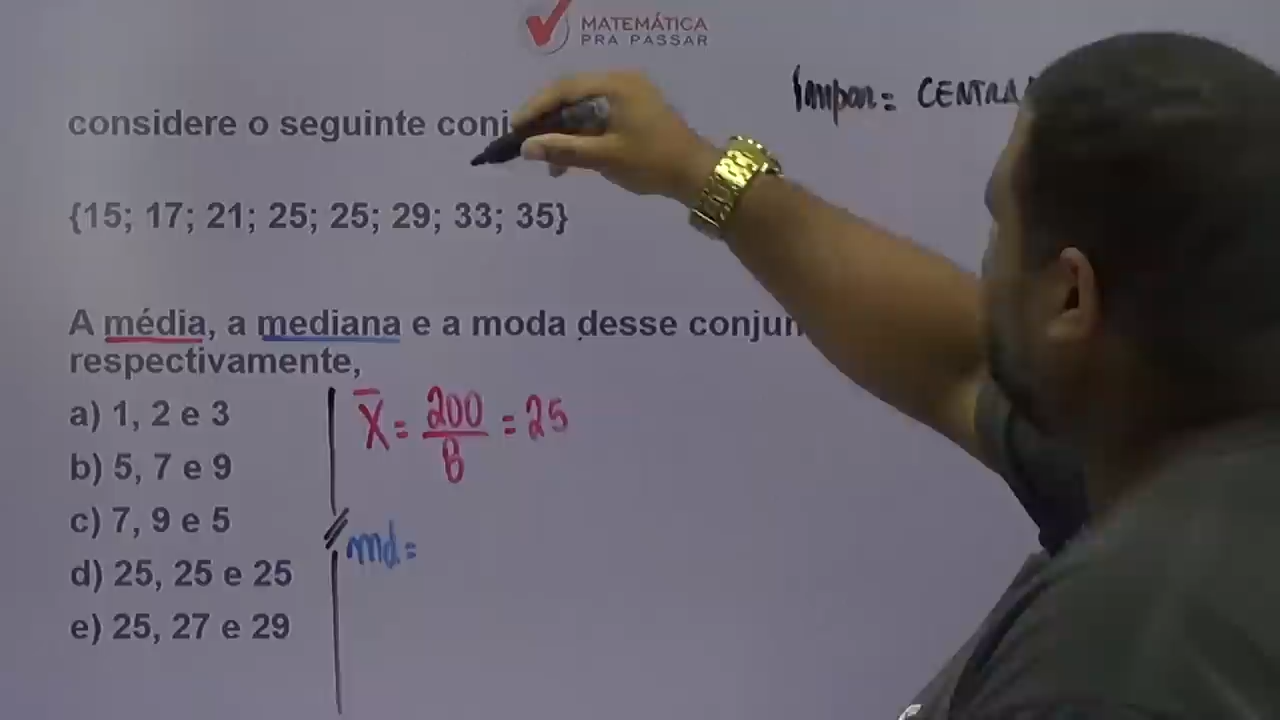 MATEMÁTICA
PRA PASSAR
Ímpar = CENTRA
considere o seguinte conj
{15; 17; 21; 25; 25; 29; 33; 35}
A média, a mediana e a moda desse conjun
respectivamente,
a) 1, 2 e 3
b) 5, 7 e 9
c) 7, 9 e 5
d) 25, 25 e 25
e) 25, 27 e 29
X̄ = 200/8 = 25
md =